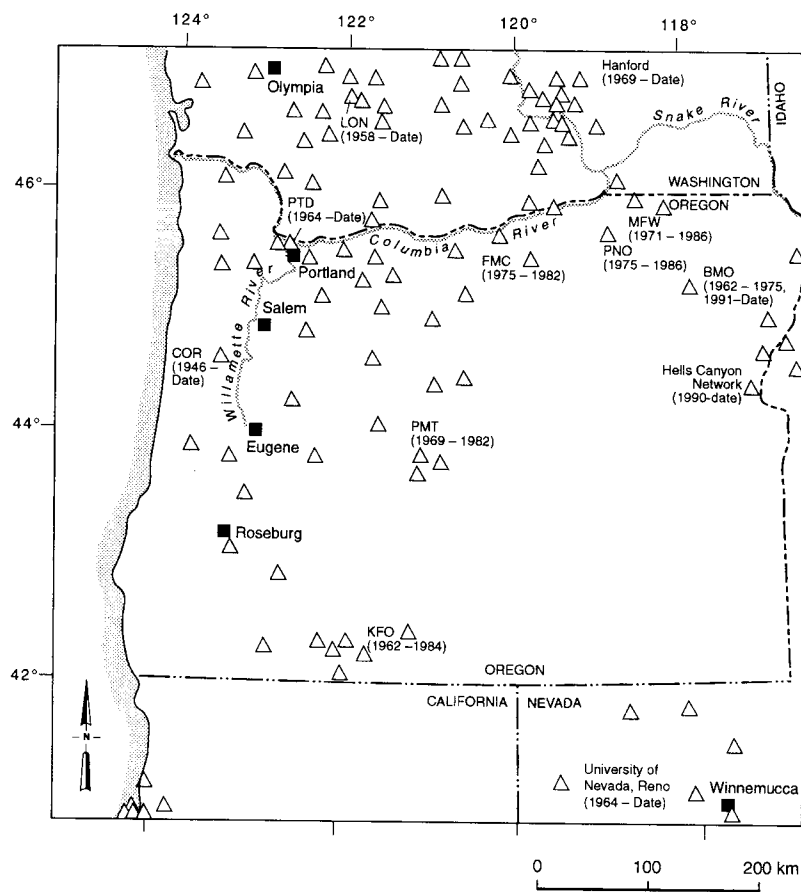 124° 122° 120° 118°
Hanford
(1969 – Date)
Olympia
LON
(1958 – Date)
Snake River
IDAHO
46°
WASHINGTON
OREGON
PTD
(1964 –Date)
Columbia River
MFW
(1971 – 1986)
PNO
(1975 – 1986)
FMC
(1975 – 1982)
Portland
BMO
(1962 – 1975,
1991–Date)
Salem
Willamette River
COR
(1946 –
Date)
Hells Canyon
Network
(1990-date)
44°
Eugene
PMT
(1969 – 1982)
Roseburg
KFO
(1962 –1984)
42°
OREGON
CALIFORNIA
NEVADA
N
University of
Nevada, Reno
(1964 – Date)
Winnemucca
122° 120° 118°
0 100 200 km